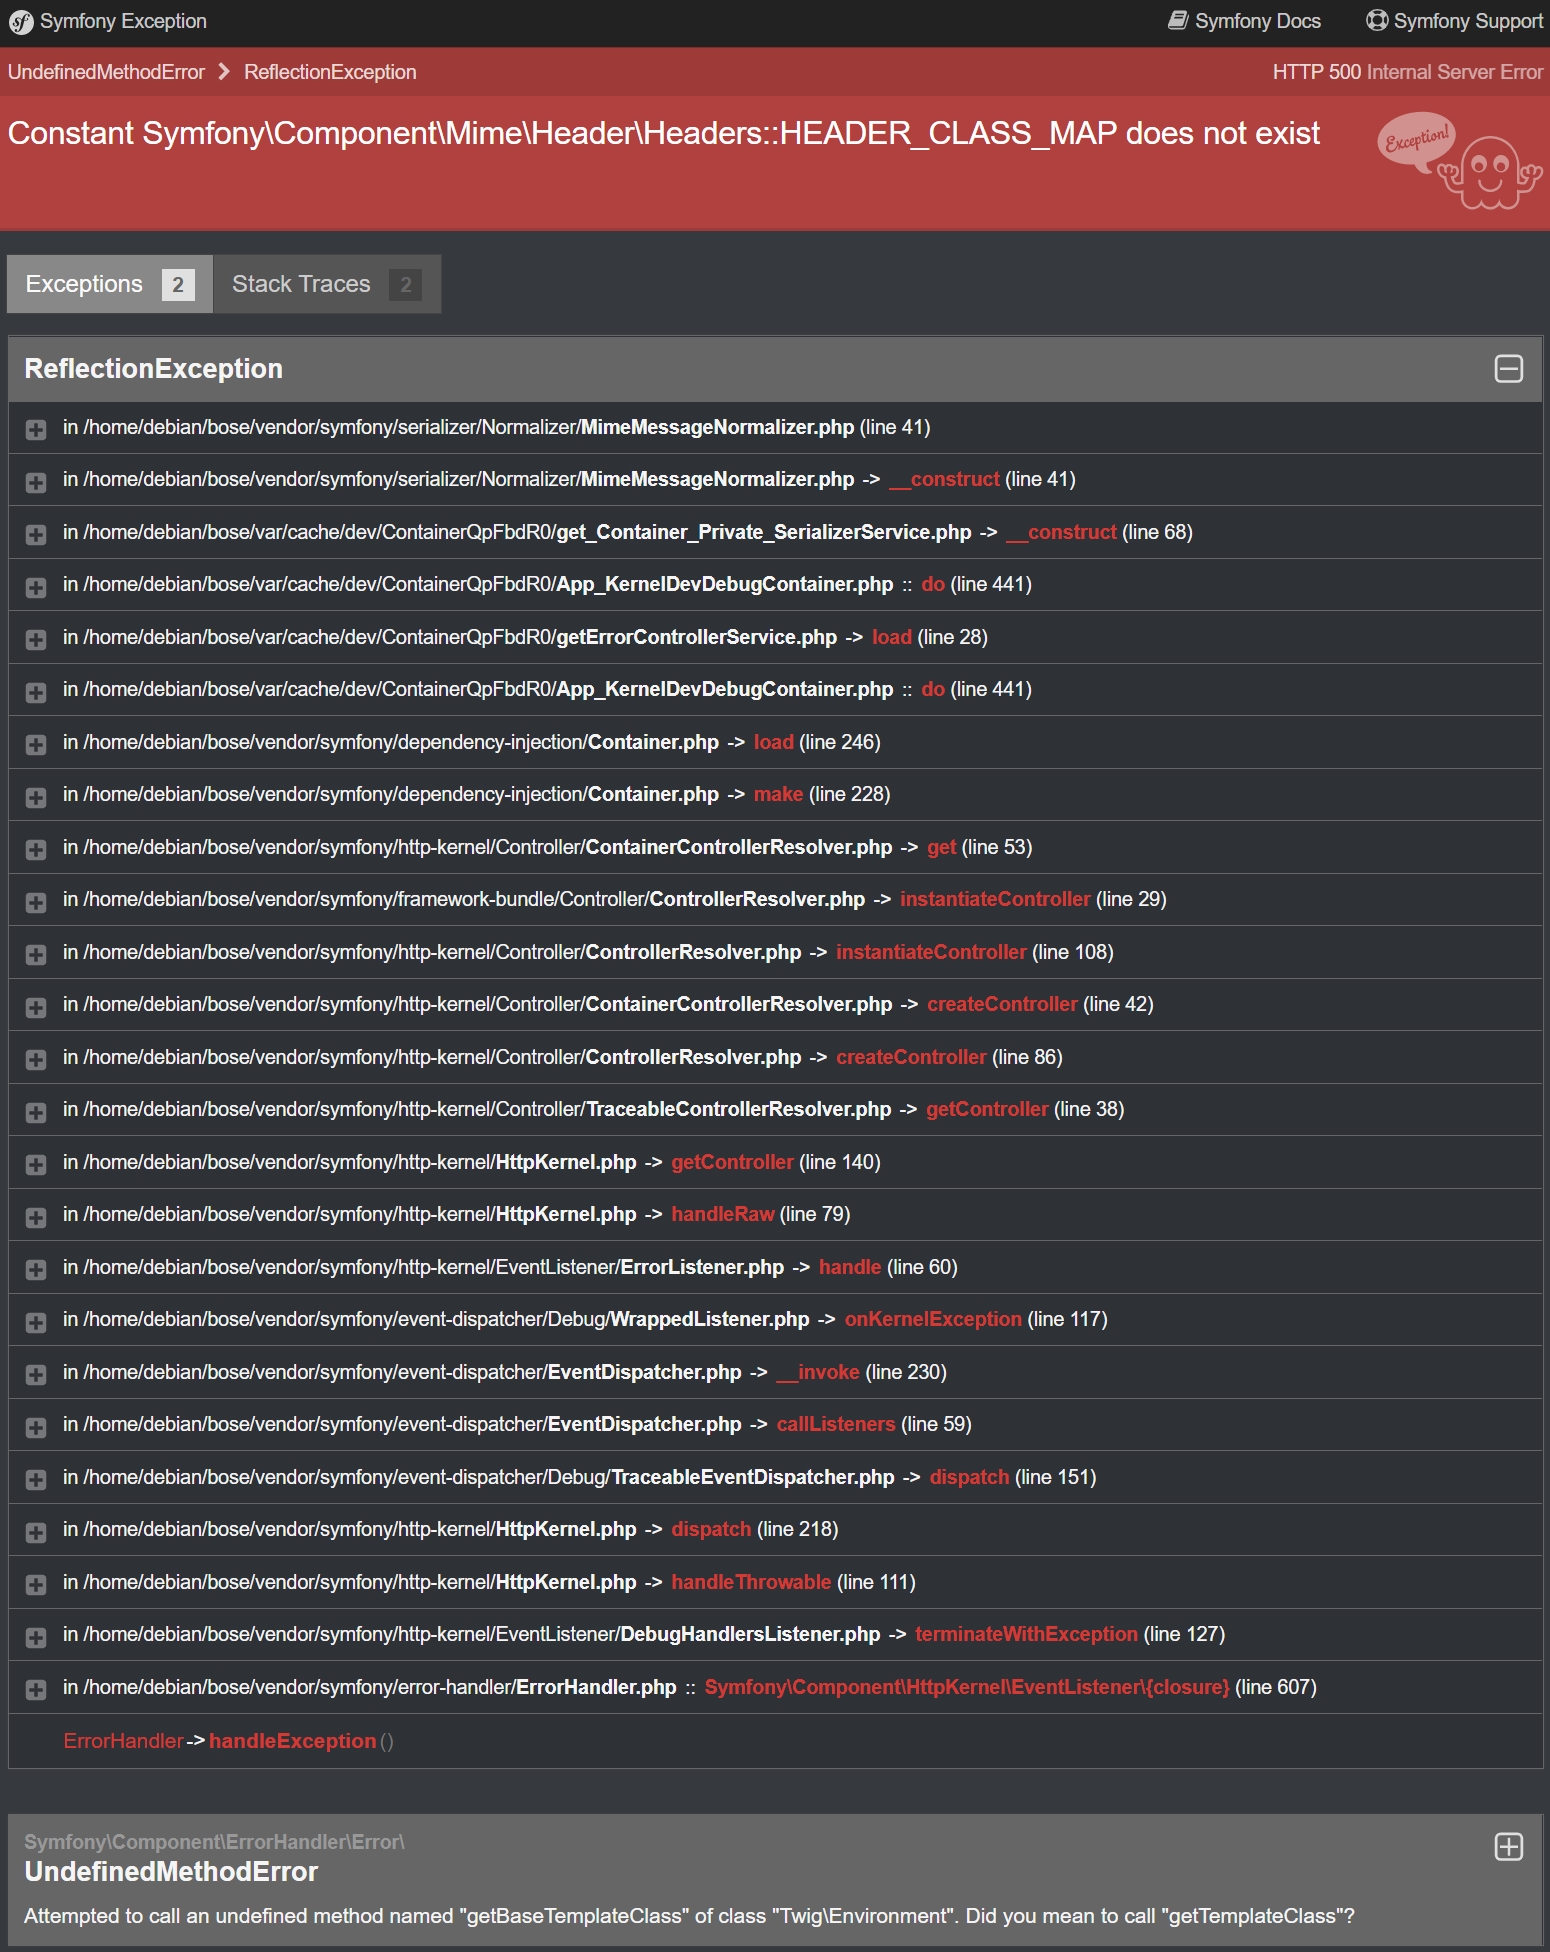 Symfony Exception
Symfony Docs
Symfony Support
UndefinedMethodError
ReflectionException
HTTP 500 Internal Server Error
Constant Symfony\Component\Mime\Header\Headers::HEADER_CLASS_MAP does not exist
Exception!
Exceptions 2
Stack Traces 2
ReflectionException
in /home/debian/bose/vendor/symfony/serializer/Normalizer/MimeMessageNormalizer.php (line 41)
in /home/debian/bose/vendor/symfony/serializer/Normalizer/MimeMessageNormalizer.php -> __construct (line 41)
in /home/debian/bose/var/cache/dev/ContainerQpFbdR0/get_Container_Private_SerializerService.php -> __construct (line 68)
in /home/debian/bose/var/cache/dev/ContainerQpFbdR0/App_KernelDevDebugContainer.php :: do (line 441)
in /home/debian/bose/var/cache/dev/ContainerQpFbdR0/getErrorControllerService.php -> load (line 28)
in /home/debian/bose/var/cache/dev/ContainerQpFbdR0/App_KernelDevDebugContainer.php :: do (line 441)
in /home/debian/bose/vendor/symfony/dependency-injection/Container.php -> load (line 246)
in /home/debian/bose/vendor/symfony/dependency-injection/Container.php -> make (line 228)
in /home/debian/bose/vendor/symfony/http-kernel/Controller/ContainerControllerResolver.php -> get (line 53)
in /home/debian/bose/vendor/symfony/framework-bundle/Controller/ControllerResolver.php -> instantiateController (line 29)
in /home/debian/bose/vendor/symfony/http-kernel/Controller/ControllerResolver.php -> instantiateController (line 108)
in /home/debian/bose/vendor/symfony/http-kernel/Controller/ContainerControllerResolver.php -> createController (line 42)
in /home/debian/bose/vendor/symfony/http-kernel/Controller/ControllerResolver.php -> createController (line 86)
in /home/debian/bose/vendor/symfony/http-kernel/Controller/TraceableControllerResolver.php -> getController (line 38)
in /home/debian/bose/vendor/symfony/http-kernel/HttpKernel.php -> getController (line 140)
in /home/debian/bose/vendor/symfony/http-kernel/HttpKernel.php -> handleRaw (line 79)
in /home/debian/bose/vendor/symfony/http-kernel/EventListener/ErrorListener.php -> handle (line 60)
in /home/debian/bose/vendor/symfony/event-dispatcher/Debug/WrappedListener.php -> onKernelException (line 117)
in /home/debian/bose/vendor/symfony/event-dispatcher/EventDispatcher.php -> __invoke (line 230)
in /home/debian/bose/vendor/symfony/event-dispatcher/EventDispatcher.php -> callListeners (line 59)
in /home/debian/bose/vendor/symfony/event-dispatcher/Debug/TraceableEventDispatcher.php -> dispatch (line 151)
in /home/debian/bose/vendor/symfony/http-kernel/HttpKernel.php -> dispatch (line 218)
in /home/debian/bose/vendor/symfony/http-kernel/HttpKernel.php -> handleThrowable (line 111)
in /home/debian/bose/vendor/symfony/http-kernel/EventListener/DebugHandlersListener.php -> terminateWithException (line 127)
in /home/debian/bose/vendor/symfony/error-handler/ErrorHandler.php :: Symfony\Component\HttpKernel\EventListener\{closure} (line 607)
ErrorHandler->handleException()
Symfony\Component\ErrorHandler\Error\
UndefinedMethodError
Attempted to call an undefined method named "getBaseTemplateClass" of class "Twig\Environment". Did you mean to call "getTemplateClass"?